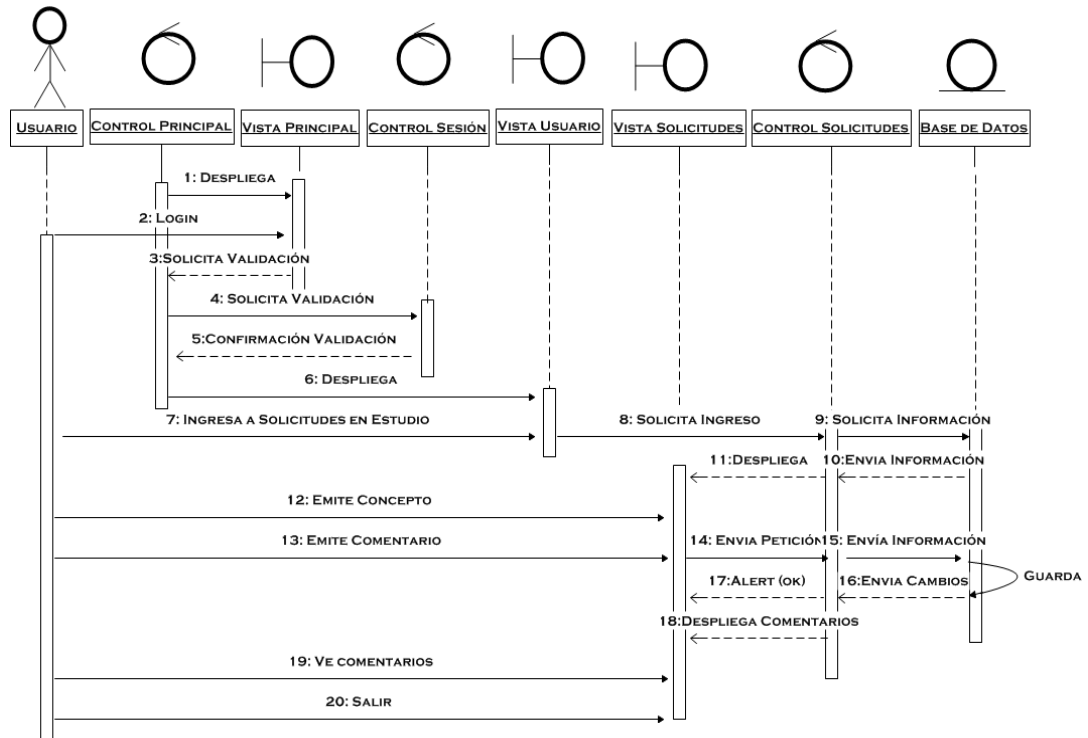 USUARIO
CONTROL PRINCIPAL
VISTA PRINCIPAL
CONTROL SESIÓN
VISTA USUARIO
VISTA SOLICITUDES
CONTROL SOLICITUDES
BASE DE DATOS
1: DESPLIEGA
2: LOGIN
3:SOLICITA VALIDACIÓN
4: SOLICITA VALIDACIÓN
5:CONFIRMACIÓN VALIDACIÓN
6: DESPLIEGA
7: INGRESA A SOLICITUDES EN ESTUDIO
8: SOLICITA INGRESO
9: SOLICITA INFORMACIÓN
11:DESPLIEGA
10:ENVIA INFORMACIÓN
12: EMITE CONCEPTO
13: EMITE COMENTARIO
14: ENVIA PETICIÓN
15: ENVÍA INFORMACIÓN
GUARDA
17:ALERT (OK)
16:ENVIA CAMBIOS
18:DESPLIEGA COMENTARIOS
19: VE COMENTARIOS
20: SALIR